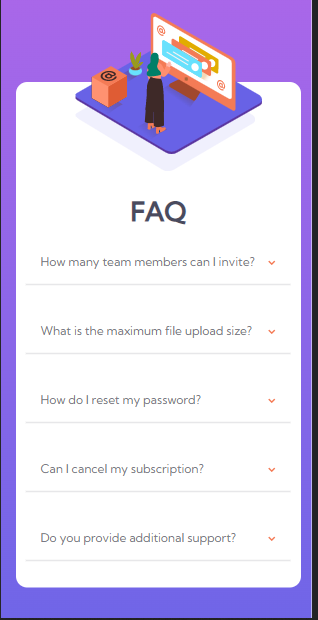 FAQ
How many team members can I invite?
What is the maximum file upload size?
How do I reset my password?
Can I cancel my subscription?
Do you provide additional support?